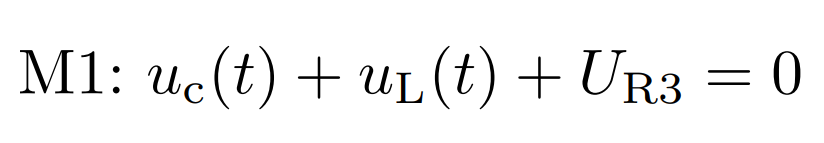 M1: u_c(t) + u_L(t) + U_R3 = 0